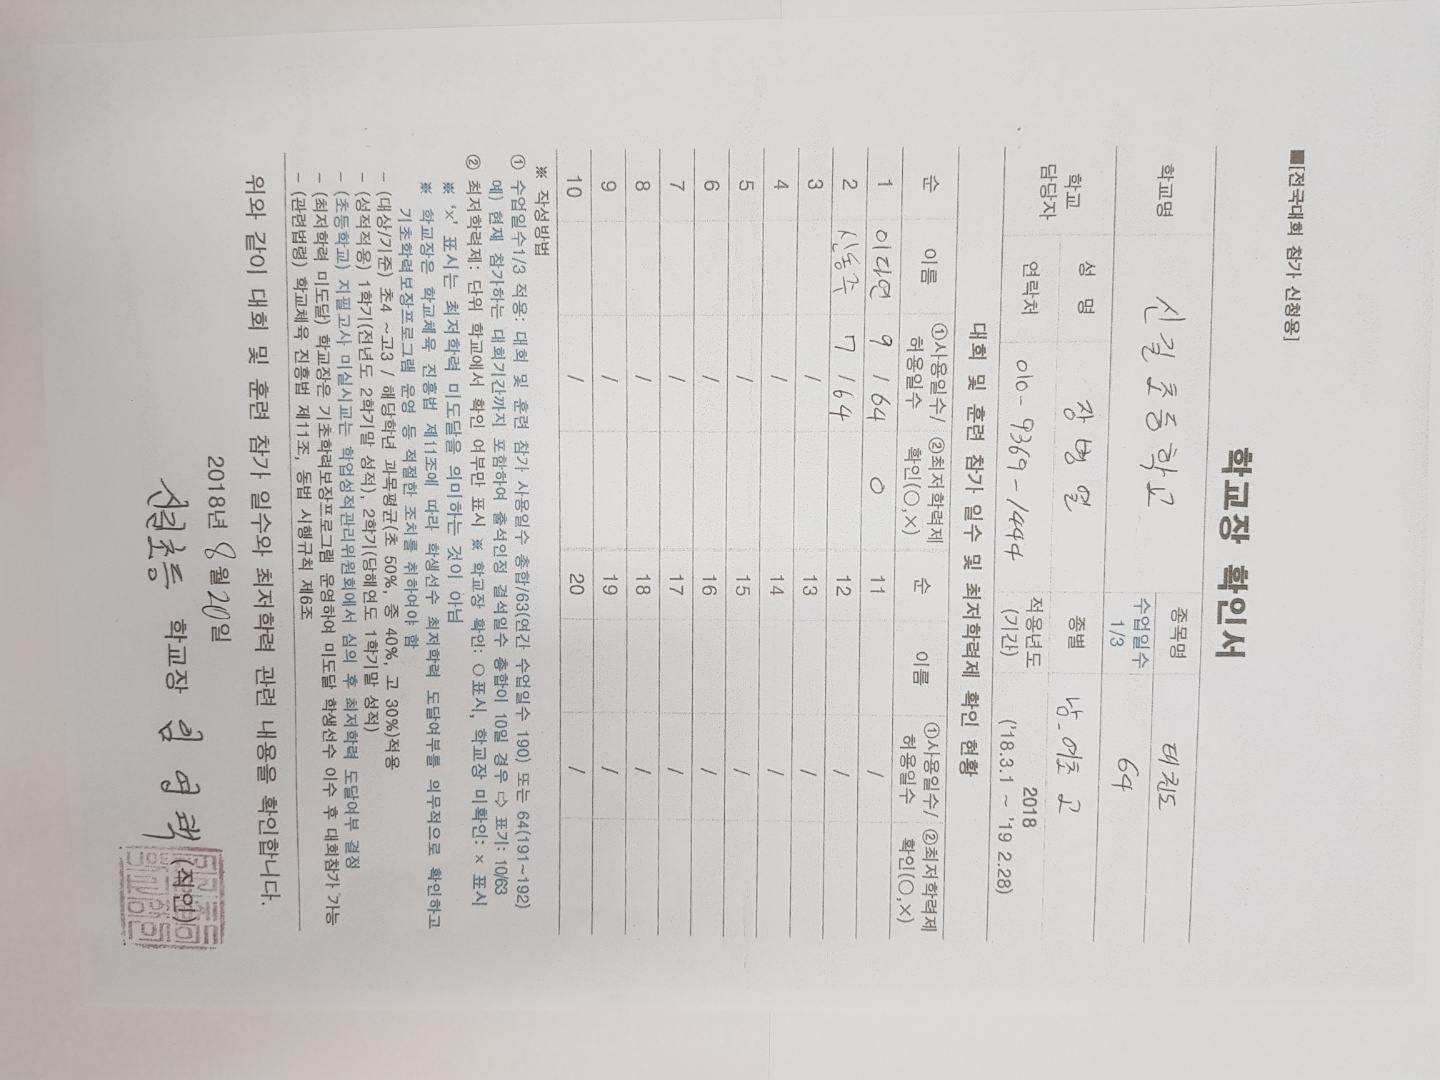 ■[전국대회 참가 신청용]
학교장 확인서
학교명 신길초등학교 종목명 태권도
수업일수 1/3 64
학교 담당자 성 명 장병열 종별 남.여초 고
연락처 010-9369-1444 적용년도 (기간) 2018 ('18.3.1 ~ '19 2.28)
대회 및 훈련 참가 일수 및 최저학력제 확인 현황
순 이름 ①사용일수/허용일수 ②최저학력제 확인(○,×) 순 이름 ①사용일수/허용일수 ②최저학력제 확인(○,×)
1 이다연 9 / 64 ○ 11 /
2 신동주 7 / 64 12 /
3 / 13 /
4 / 14 /
5 / 15 /
6 / 16 /
7 / 17 /
8 / 18 /
9 / 19 /
10 / 20 /
※ 작성방법
① 수업일수1/3 적용: 대회 및 훈련 참가 사용일수 총합/63(연간 수업일수 190) 또는 64(191~192)
예) 현재 참가하는 대회기간까지 포함하여 출석인정 결석일수 총합이 10일 경우 ⇨ 표기: 10/63
② 최저학력제: 단위 학교에서 확인 여부만 표시 ※ 학교장 확인: ○표시, 학교장 미확인: × 표시
※ '×' 표시는 최저학력 미도달을 의미하는 것이 아님
※ 학교장은 학교체육 진흥법 제11조에 따라 학생선수 최저학력 도달여부를 의무적으로 확인하고
기초학력보장프로그램 운영 등 적절한 조치를 취하여야 함
- (대상/기준) 초4 ~고3 / 해당학년 과목평균(초 50%, 중 40%, 고 30%)적용
- (성적적용) 1학기(전년도 2학기말 성적), 2학기(당해연도 1학기말 성적)
- (초등학교) 지필고사 미실시교는 학업성적관리위원회에서 심의 후 최저학력 도달여부 결정
- (최저학력 미도달) 학교장은 기초학력보장프로그램 운영하여 미도달 학생선수 이수 후 대회참가 가능
- (관련법령) 학교체육 진흥법 제11조, 동법 시행규칙 제6조
위와 같이 대회 및 훈련 참가 일수와 최저학력 관련 내용을 확인합니다.
2018년 8월 20일
신길초등 학교장 임영택 (직인)